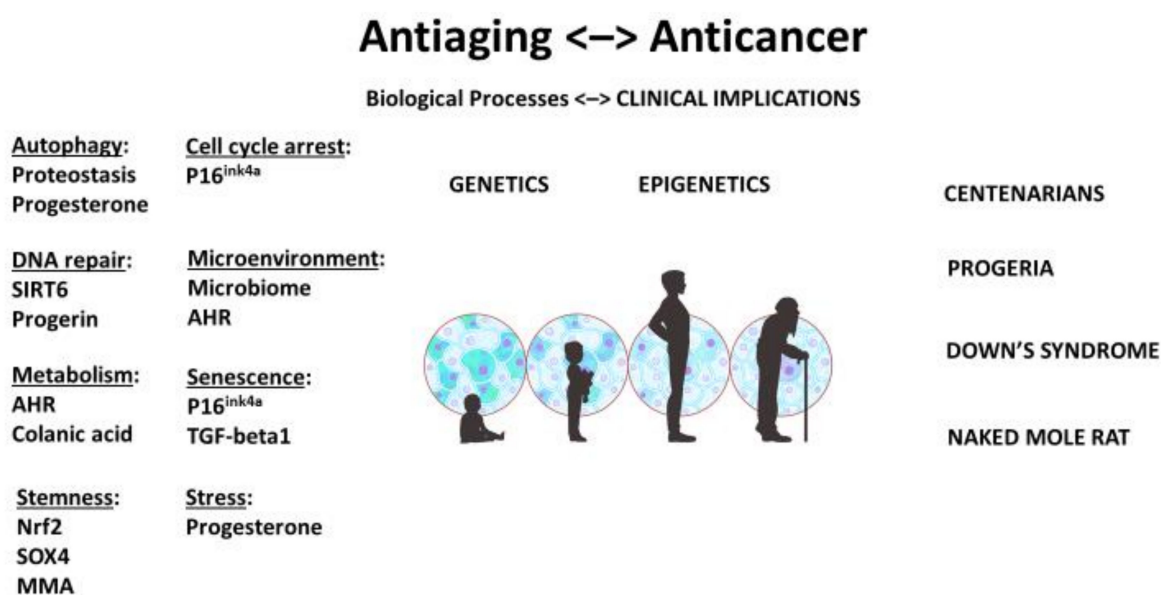 Antiaging <–> Anticancer
Biological Processes <–> CLINICAL IMPLICATIONS
Autophagy:
Proteostasis
Progesterone
Cell cycle arrest:
P16ink4a
DNA repair:
SIRT6
Progerin
Microenvironment:
Microbiome
AHR
Metabolism:
AHR
Colanic acid
Senescence:
P16ink4a
TGF-beta1
Stemness:
Nrf2
SOX4
MMA
Stress:
Progesterone
GENETICS
EPIGENETICS
CENTENARIANS
PROGERIA
DOWN'S SYNDROME
NAKED MOLE RAT